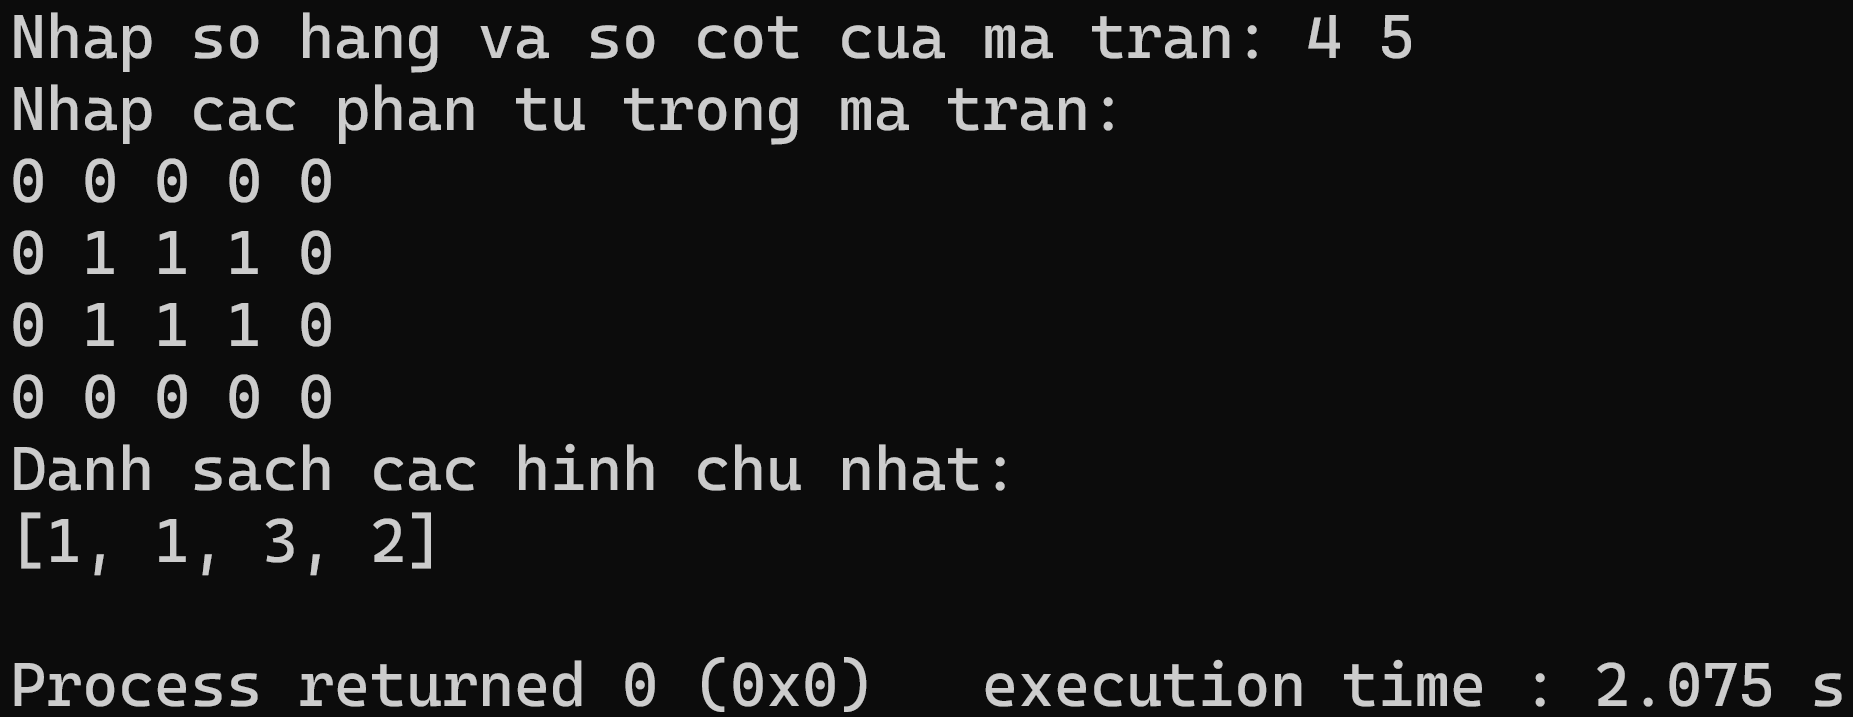 Nhap so hang va so cot cua ma tran: 4 5
Nhap cac phan tu trong ma tran:
0 0 0 0 0
0 1 1 1 0
0 1 1 1 0
0 0 0 0 0
Danh sach cac hinh chu nhat:
[1, 1, 3, 2]
Process returned 0 (0x0)   execution time : 2.075 s